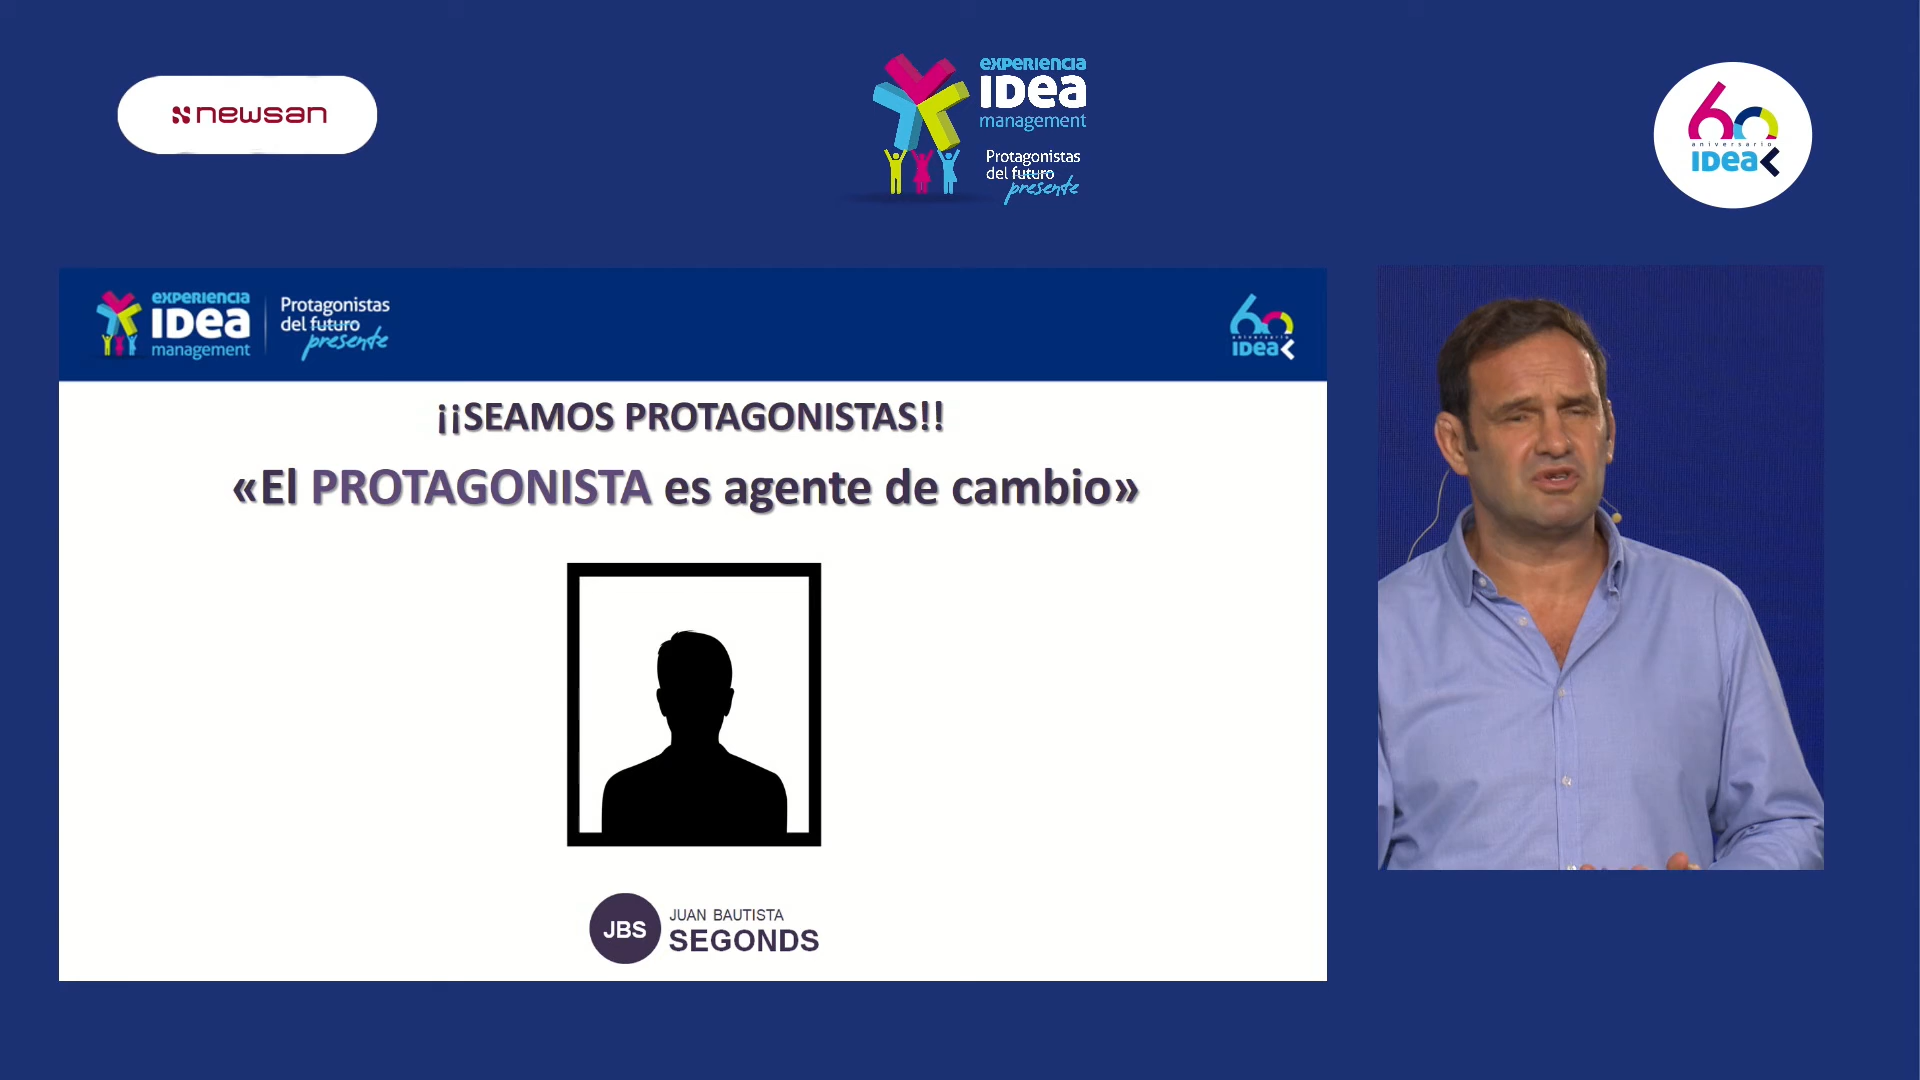 newsan
experiencia
IDea
management
Protagonistas
del futuro
presente
60
aniversario
IDea
experiencia
IDea
management
Protagonistas
del futuro
presente
60
aniversario
IDea
¡¡SEAMOS PROTAGONISTAS!!
«El PROTAGONISTA es agente de cambio»
JBS
JUAN BAUTISTA
SEGONDS